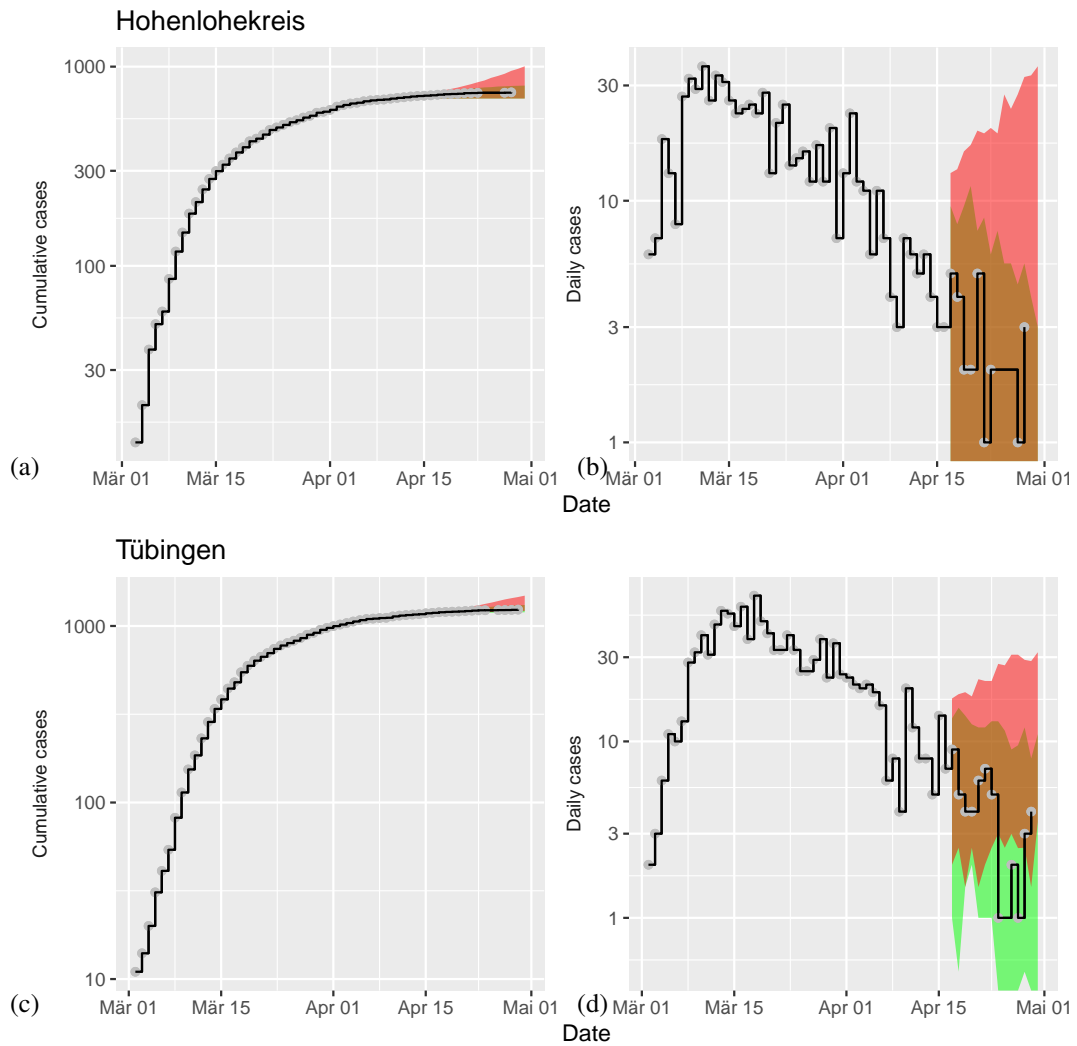 Hohenlohekreis
1000
300
100
30
Cumulative cases
(a)
Mär 01 Mär 15 Apr 01 Apr 15 Mai 01
30
10
3
1
Daily cases
(b)
Mär 01 Mär 15 Apr 01 Apr 15 Mai 01
Date
Tübingen
1000
100
10
Cumulative cases
(c)
Mär 01 Mär 15 Apr 01 Apr 15 Mai 01
30
10
3
1
Daily cases
(d)
Mär 01 Mär 15 Apr 01 Apr 15 Mai 01
Date